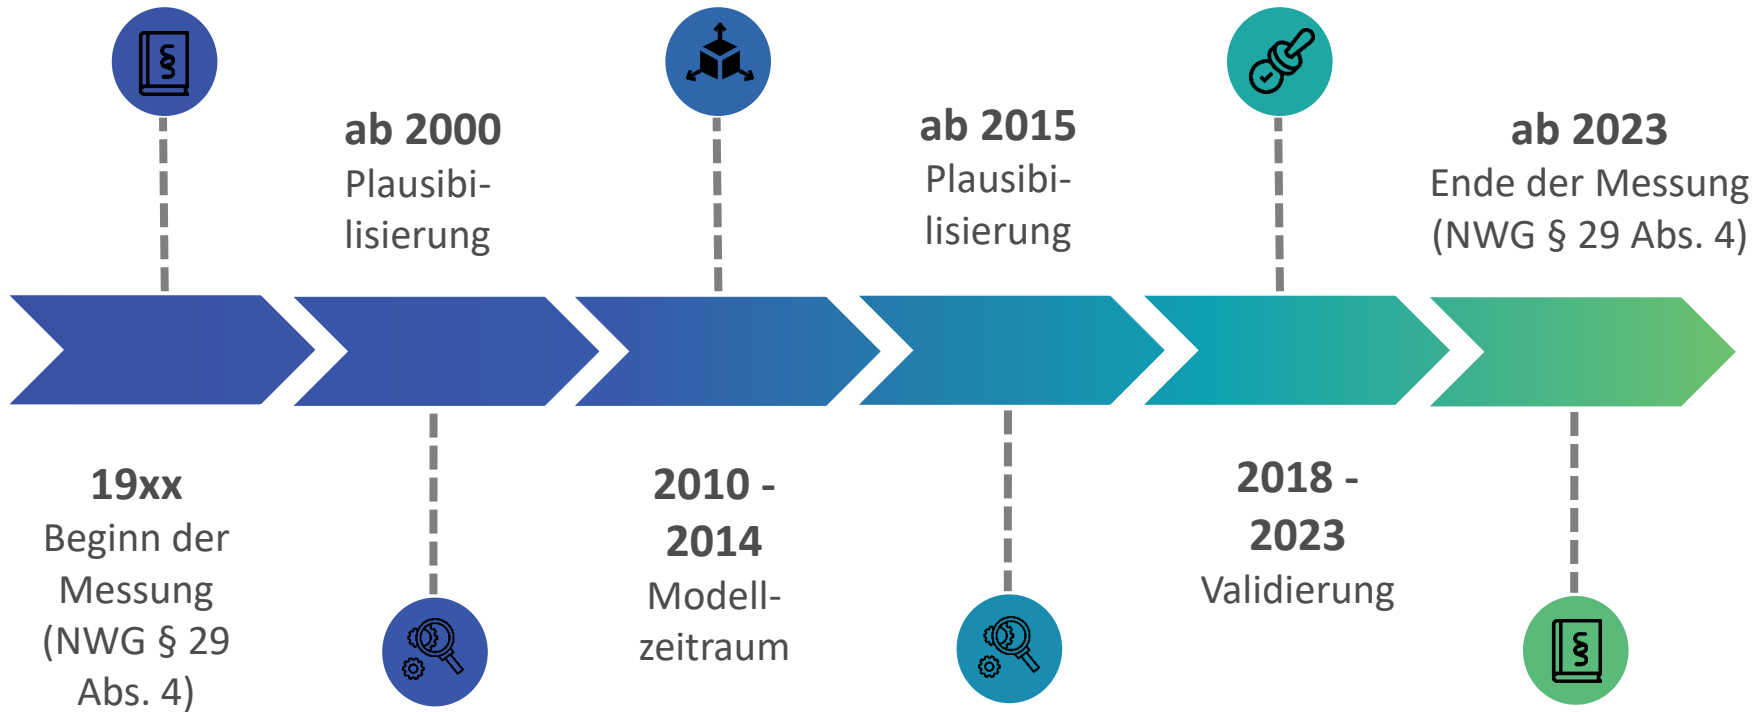 19xx
Beginn der
Messung
(NWG § 29
Abs. 4)
ab 2000
Plausibi-
lisierung
2010 -
2014
Modell-
zeitraum
ab 2015
Plausibi-
lisierung
2018 -
2023
Validierung
ab 2023
Ende der Messung
(NWG § 29 Abs. 4)
§
§